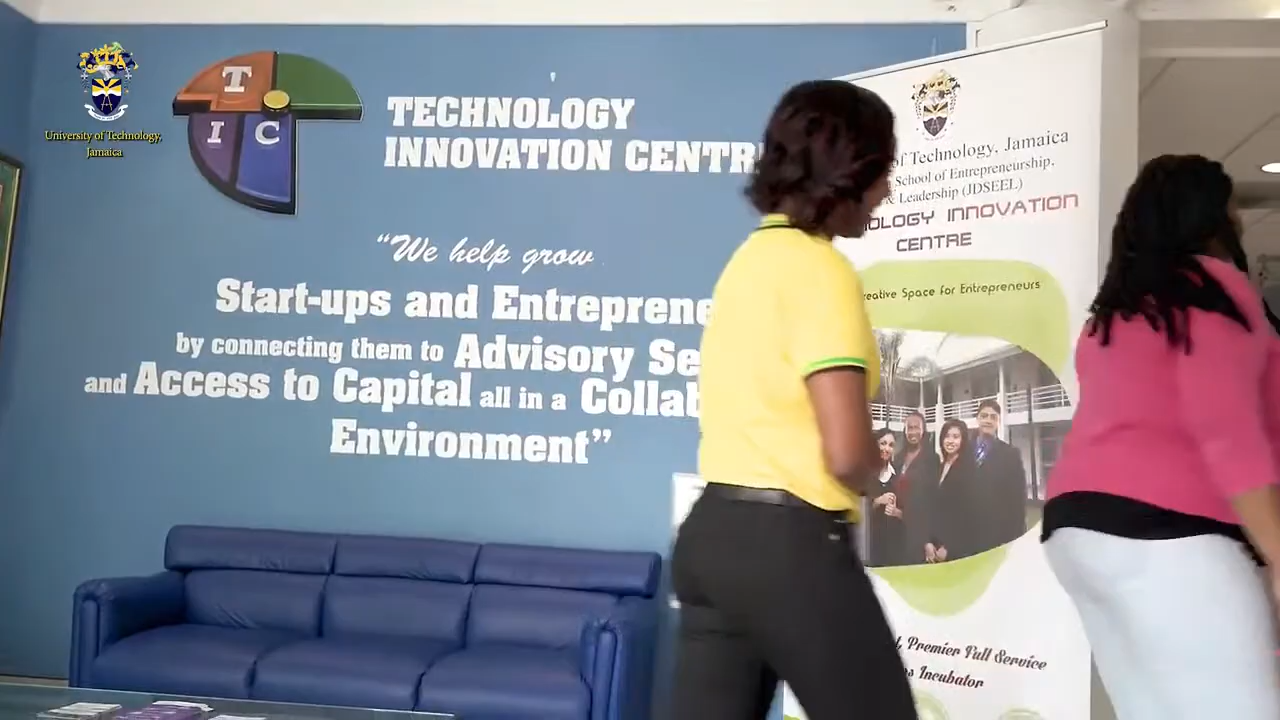 University of Technology,
Jamaica
T
I C
TECHNOLOGY
INNOVATION CENTR
"We help grow
Start-ups and Entreprene
by connecting them to Advisory Se
and Access to Capital all in a Collab
Environment"
of Technology, Jamaica
School of Entrepreneurship,
& Leadership (JDSEEL)
NOLOGY INNOVATION
CENTRE
reative Space for Entrepreneurs
Premier Full Service
Incubator